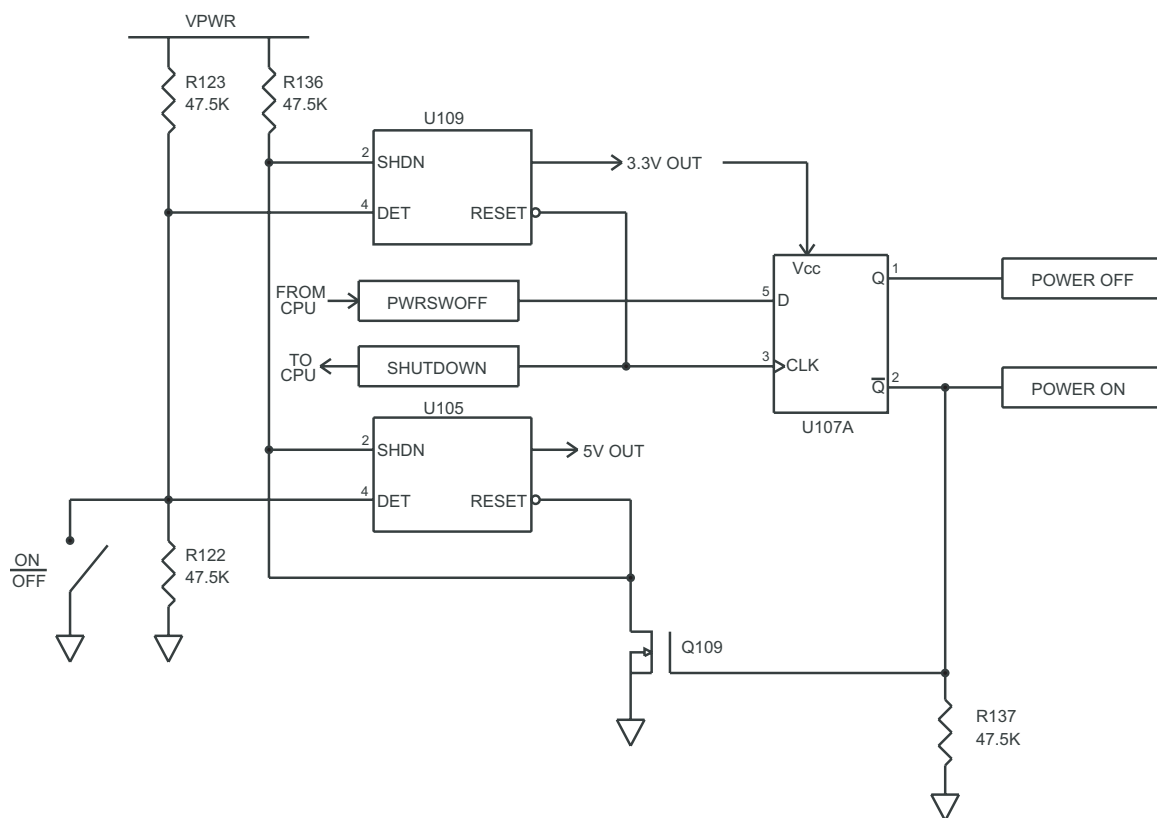 VPWR
R123
47.5K
R136
47.5K
U109
2
SHDN
4
DET
RESET
3.3V OUT
FROM
CPU
PWRSWOFF
TO
CPU
SHUTDOWN
Vcc
5
D
3
CLK
Q
1
Q
2
U107A
POWER OFF
POWER ON
U105
2
SHDN
4
DET
RESET
5V OUT
ON
OFF
R122
47.5K
Q109
R137
47.5K